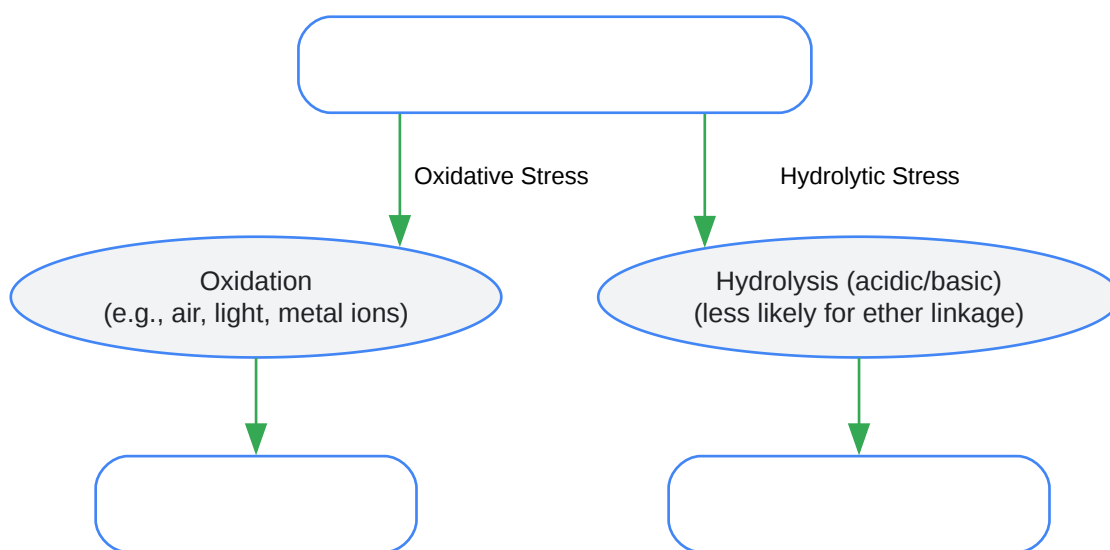 Oxidative Stress
Hydrolytic Stress
Oxidation
(e.g., air, light, metal ions)
Hydrolysis (acidic/basic)
(less likely for ether linkage)